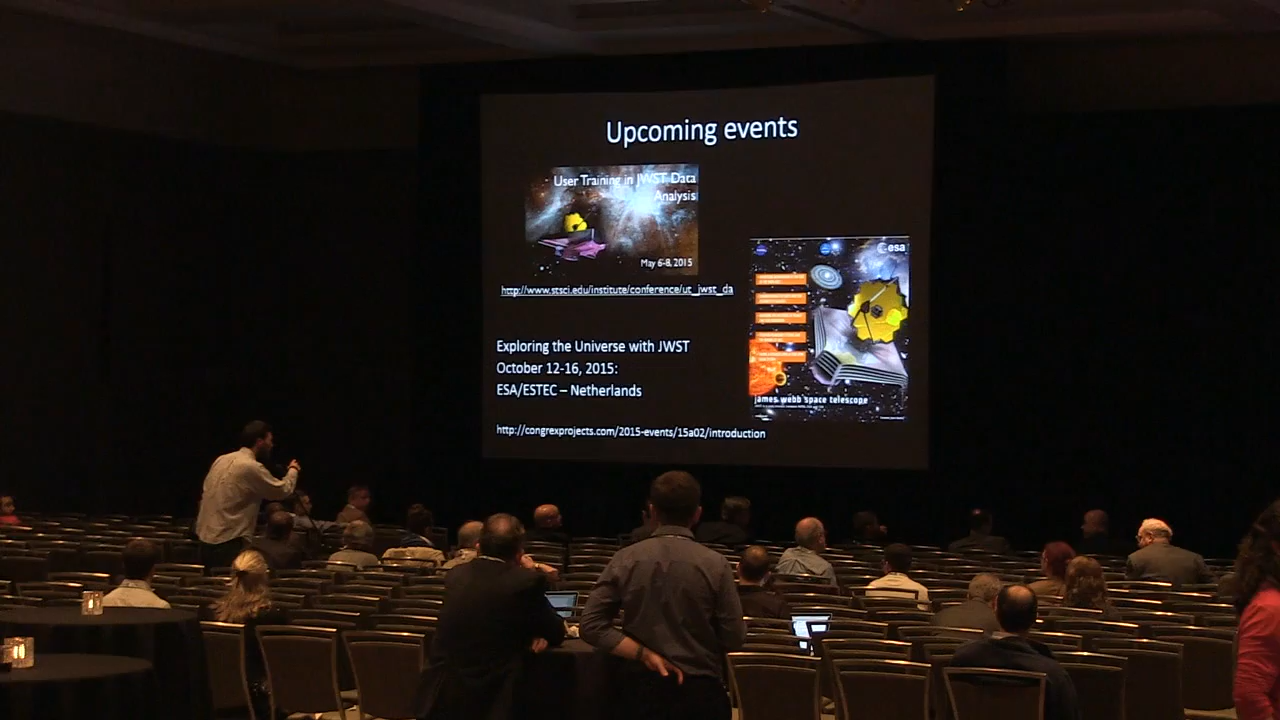 Upcoming events
User Training in JWST Data
Analysis
May 6-8, 2015
http://www.stsci.edu/institute/conference/ut_jwst_da
esa
james webb space telescope
Exploring the Universe with JWST
October 12-16, 2015:
ESA/ESTEC – Netherlands
http://congrexprojects.com/2015-events/15a02/introduction